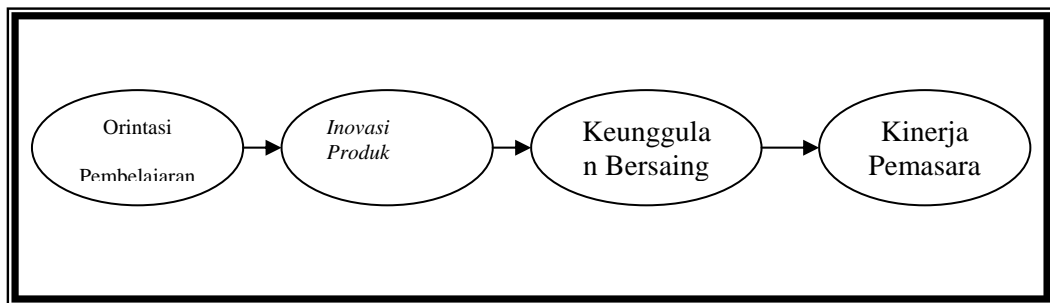 Orintasi
Pembelajaran
Inovasi
Produk
Keunggula
n Bersaing
Kinerja
Pemasara